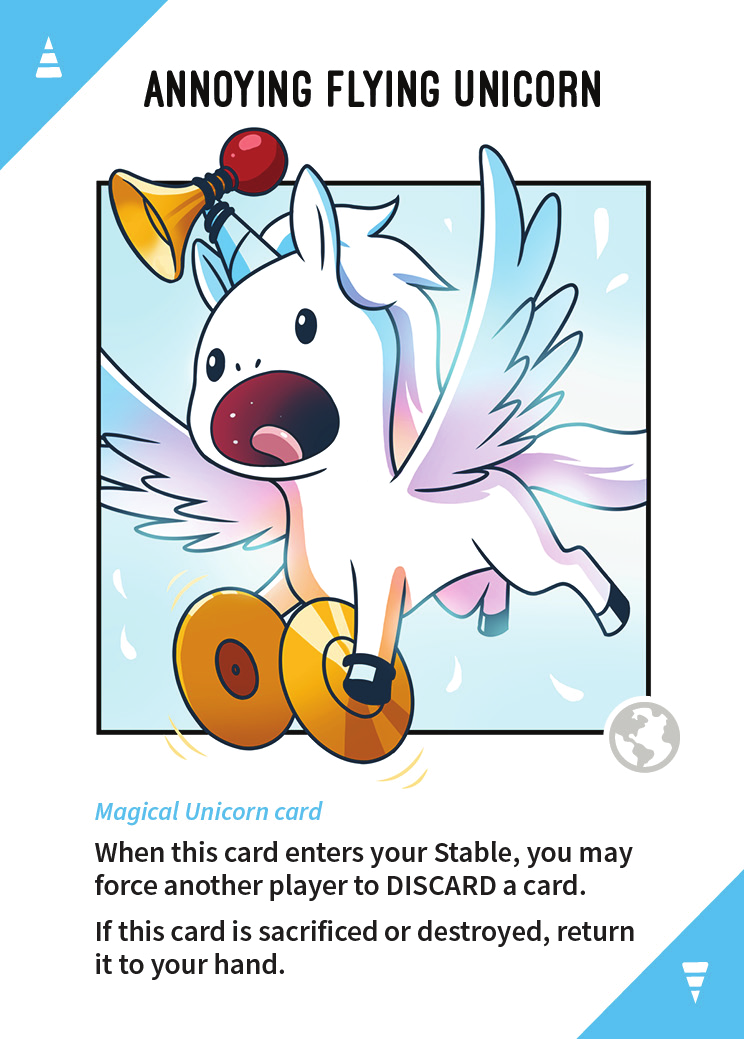 ANNOYING FLYING UNICORN
Magical Unicorn card
When this card enters your Stable, you may
force another player to DISCARD a card.
If this card is sacrificed or destroyed, return
it to your hand.